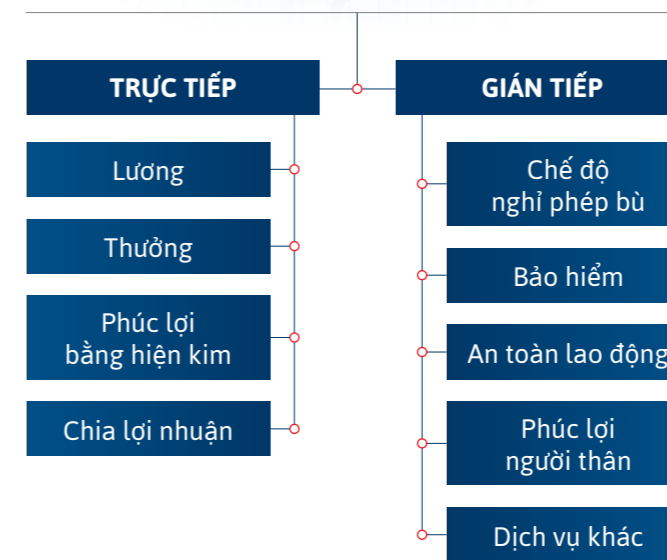 TRỰC TIẾP
Lương
Thưởng
Phúc lợi
bằng hiện kim
Chia lợi nhuận
GIÁN TIẾP
Chế độ
nghỉ phép bù
Bảo hiểm
An toàn lao động
Phúc lợi
người thân
Dịch vụ khác